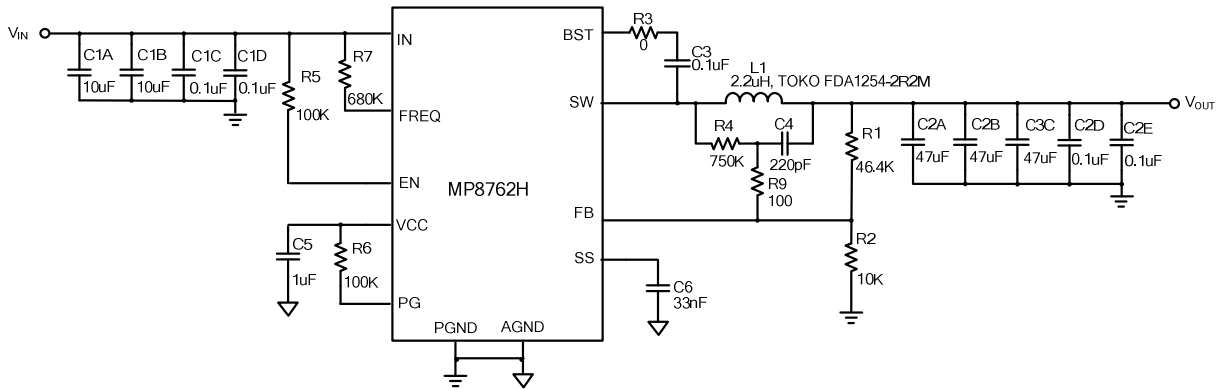 VIN
C1A
10uF
C1B
10uF
C1C
0.1uF
C1D
0.1uF
R5
100K
R7
680K
IN
FREQ
EN
VCC
PG
PGND
AGND
MP8762H
BST
SW
FB
SS
C5
1uF
R6
100K
R3
0
C3
0.1uF
L1
2.2uH, TOKO FDA1254-2R2M
R4
750K
C4
220pF
R9
100
R1
46.4K
R2
10K
C6
33nF
C2A
47uF
C2B
47uF
C3C
47uF
C2D
0.1uF
C2E
0.1uF
VOUT